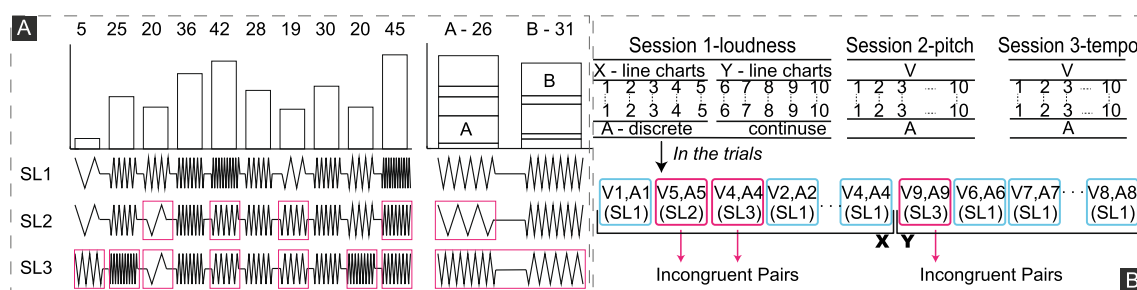 A
5 25 20 36 42 28 19 30 20 45
A - 26 B - 31
B
A
SL1
SL2
SL3
Session 1-loudness Session 2-pitch Session 3-tempo
X - line charts Y - line charts V V
1 2 3 4 5 6 7 8 9 10 1 2 3 ..... 10 1 2 3 ..... 10
1 2 3 4 5 6 7 8 9 10 1 2 3 ..... 10 1 2 3 ..... 10
A - discrete continuse A A
In the trials
V1,A1 V5,A5 V4,A4 V2,A2 ... V4,A4 V9,A9 V6,A6 V7,A7 ... V8,A8
(SL1) (SL2) (SL3) (SL1) (SL1) (SL3) (SL1) (SL1) (SL1)
X Y
Incongruent Pairs Incongruent Pairs
B